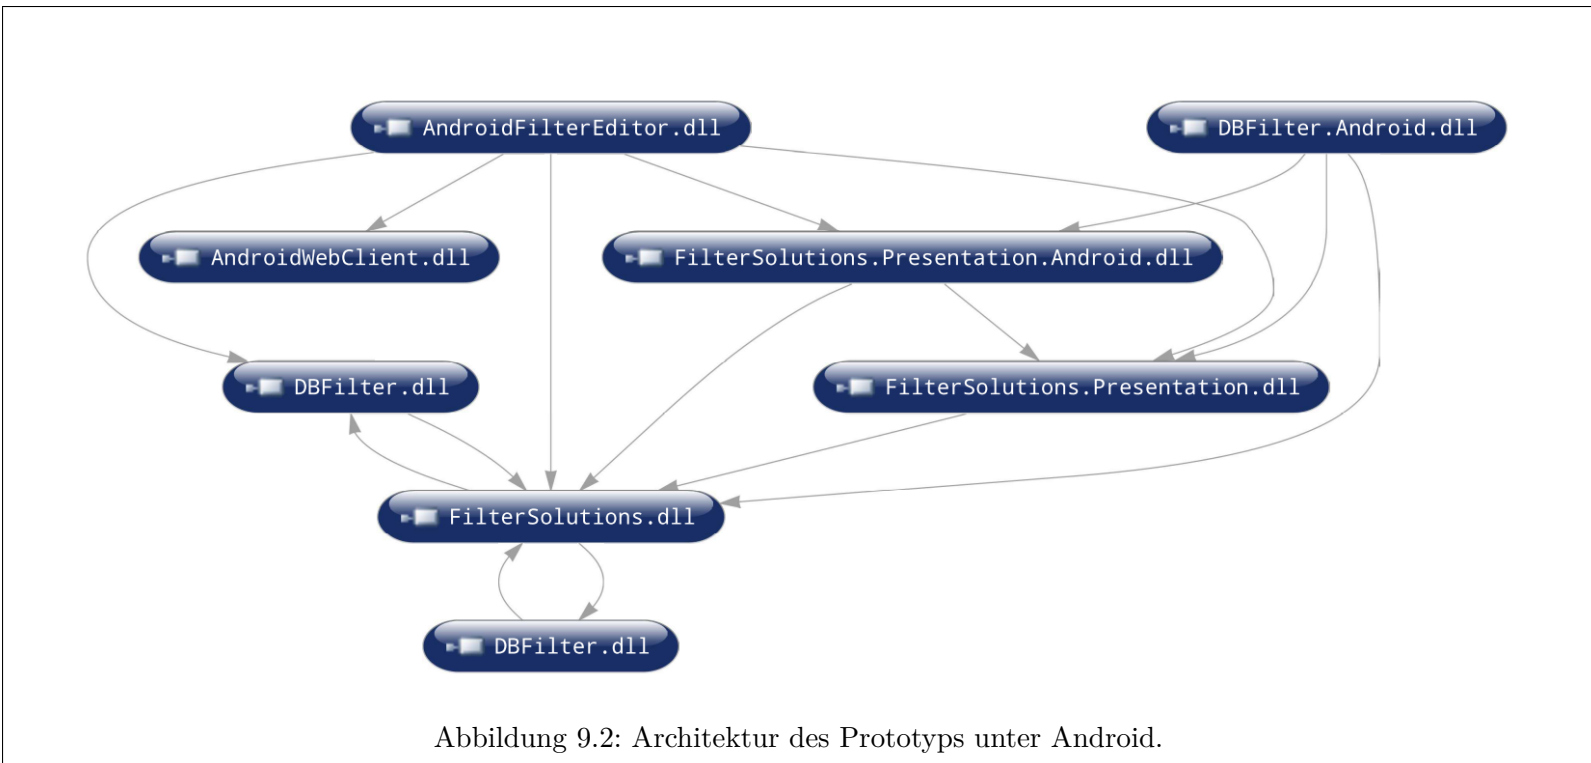 AndroidFilterEditor.dll
DBFilter.Android.dll
AndroidWebClient.dll
FilterSolutions.Presentation.Android.dll
DBFilter.dll
FilterSolutions.Presentation.dll
FilterSolutions.dll
DBFilter.dll
Abbildung 9.2: Architektur des Prototyps unter Android.